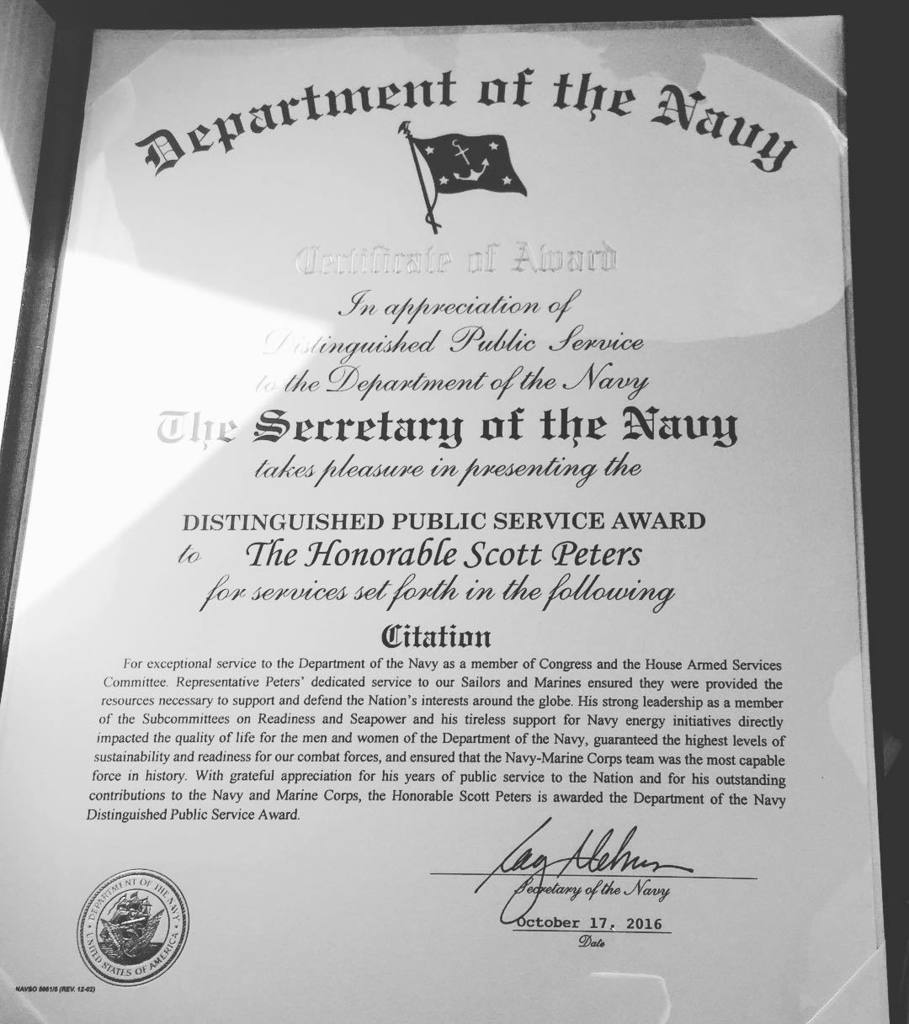 Department of the Navy
Certificate of Award
In appreciation of
Distinguished Public Service
to the Department of the Navy
The Secretary of the Navy
takes pleasure in presenting the
DISTINGUISHED PUBLIC SERVICE AWARD
to The Honorable Scott Peters
for services set forth in the following
Citation
For exceptional service to the Department of the Navy as a member of Congress and the House Armed Services
Committee. Representative Peters' dedicated service to our Sailors and Marines ensured they were provided the
resources necessary to support and defend the Nation's interests around the globe. His strong leadership as a member
of the Subcommittees on Readiness and Seapower and his tireless support for Navy energy initiatives directly
impacted the quality of life for the men and women of the Department of the Navy, guaranteed the highest levels of
sustainability and readiness for our combat forces, and ensured that the Navy-Marine Corps team was the most capable
force in history. With grateful appreciation for his years of public service to the Nation and for his outstanding
contributions to the Navy and Marine Corps, the Honorable Scott Peters is awarded the Department of the Navy
Distinguished Public Service Award.
Secretary of the Navy
October 17, 2016
Date
DEPARTMENT OF THE NAVY
UNITED STATES OF AMERICA
(REV. 12-02)